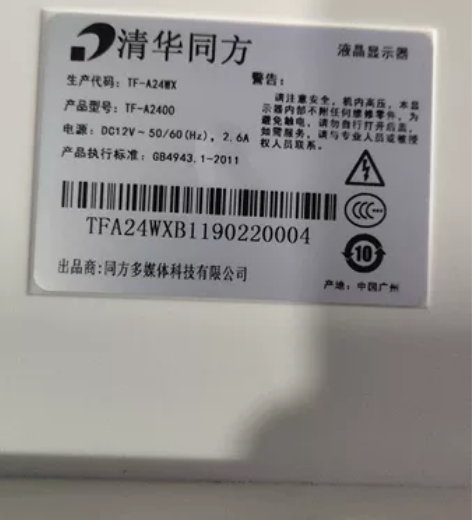 清华同方
液晶显示器
生产代码: TF-A24WX
产品型号: TF-A2400
电源: DC12V～50/60(Hz), 2.6A
产品执行标准: GB4943.1-2011
警告:
请注意安全, 机内高压, 本显
示器内部不附任何维修零件, 为
避免触电, 请勿自行打开后盖,
如需服务, 请与专业人员或被授
权人员联系。
TFA24WXB1190220004
CCC
10
出品商:同方多媒体科技有限公司
产地: 中国广州